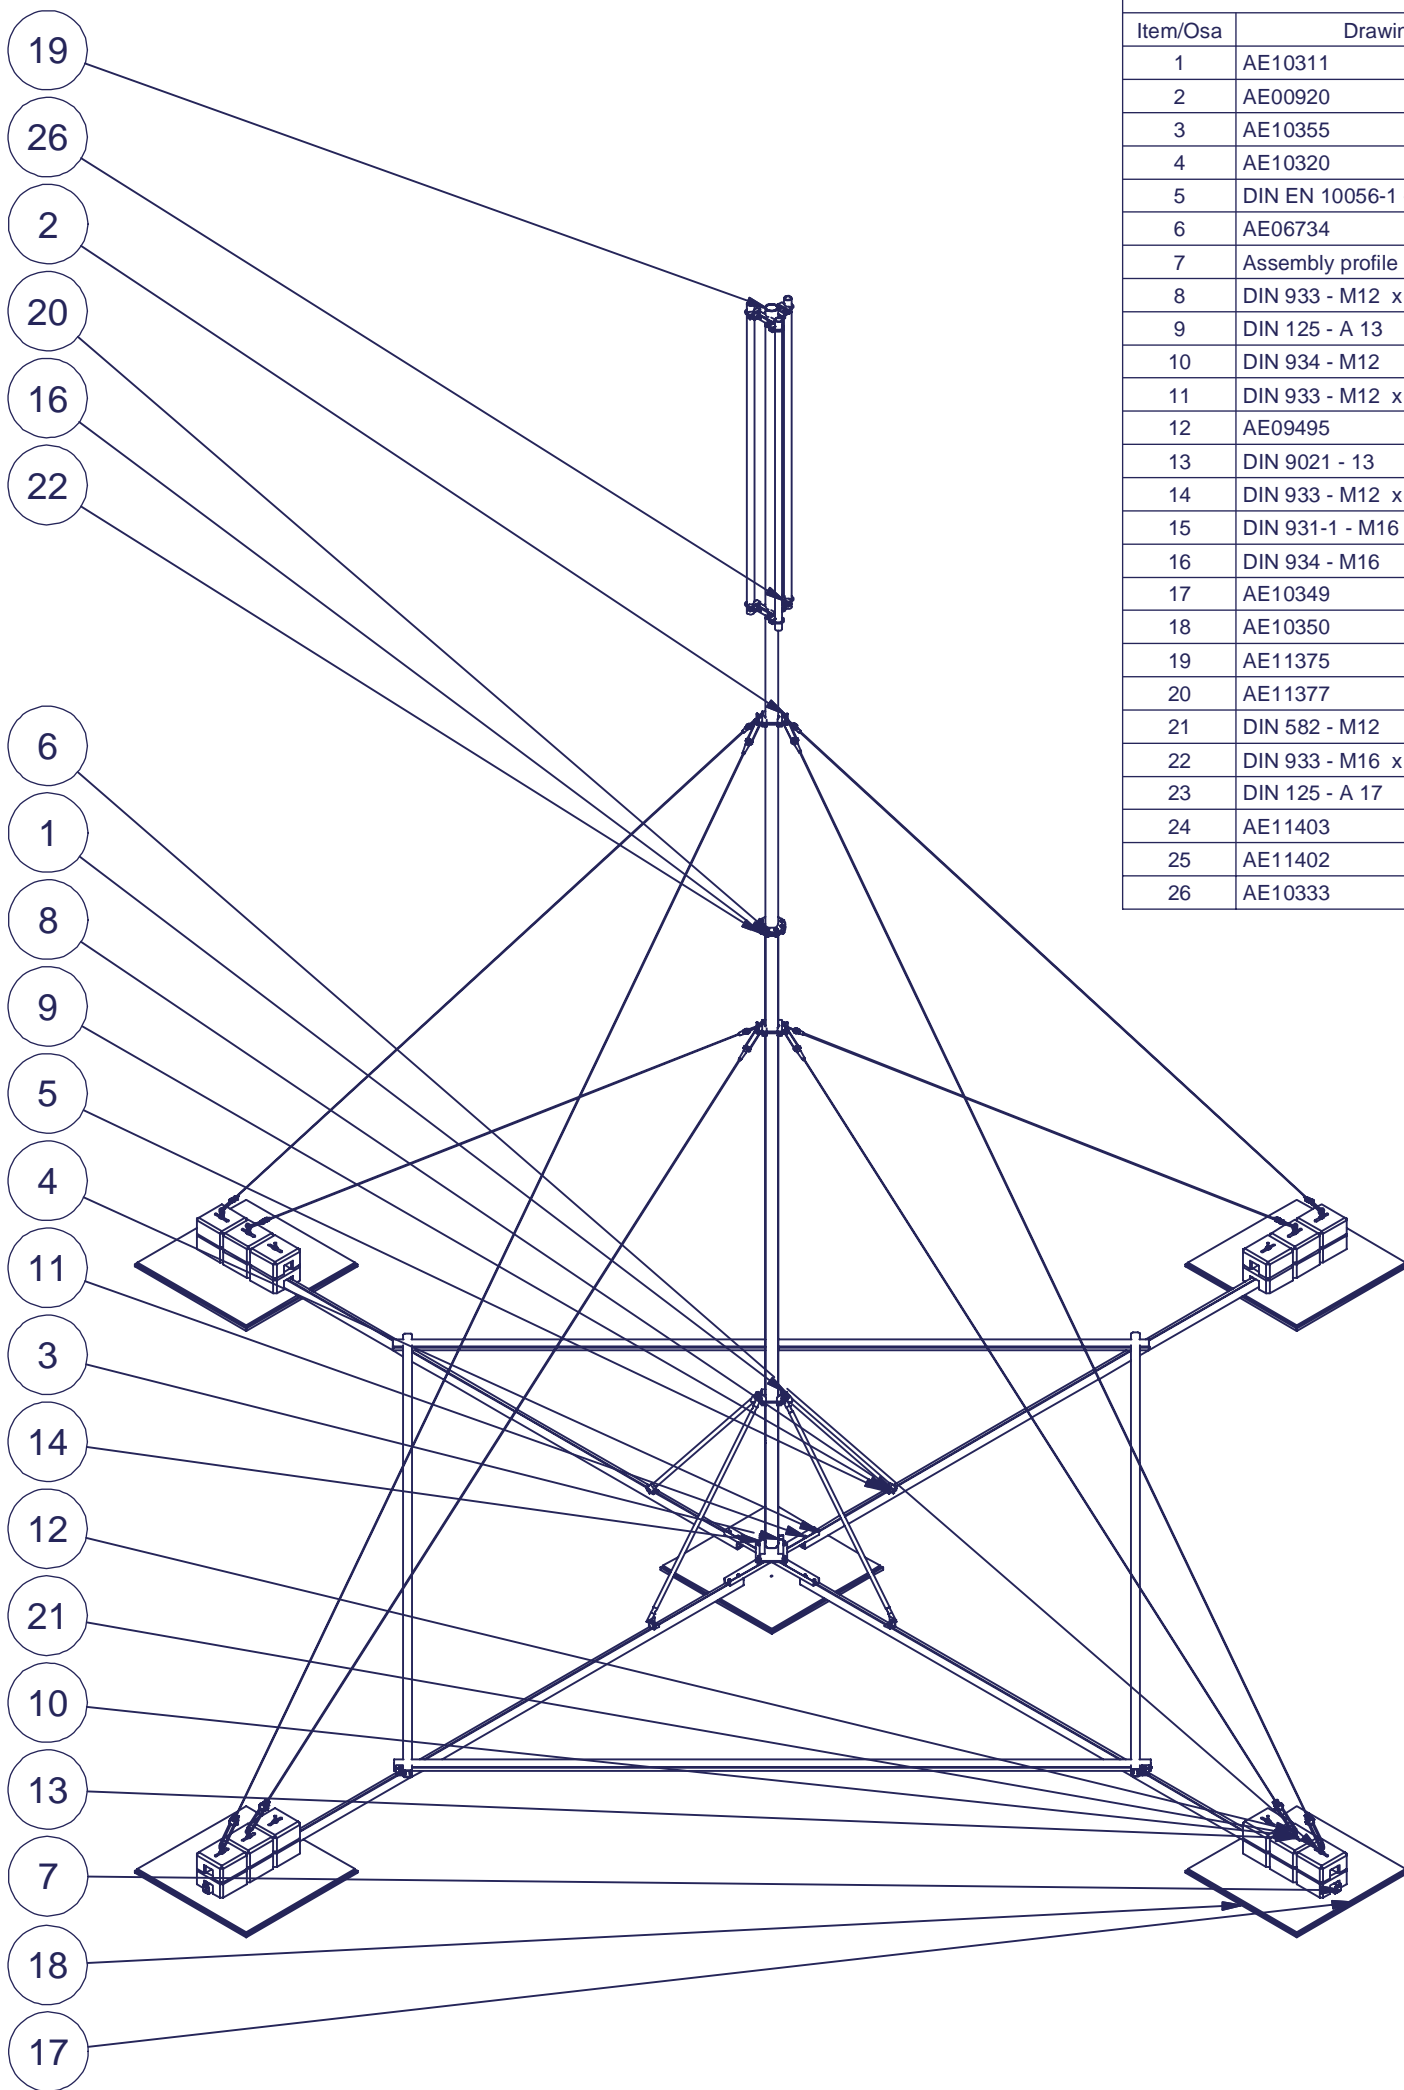 Item/Osa Drawin
1 AE10311
2 AE00920
3 AE10355
4 AE10320
5 DIN EN 10056-1
6 AE06734
7 Assembly profile
8 DIN 933 - M12 x
9 DIN 125 - A 13
10 DIN 934 - M12
11 DIN 933 - M12 x
12 AE09495
13 DIN 9021 - 13
14 DIN 933 - M12 x
15 DIN 931-1 - M16
16 DIN 934 - M16
17 AE10349
18 AE10350
19 AE11375
20 AE11377
21 DIN 582 - M12
22 DIN 933 - M16 x
23 DIN 125 - A 17
24 AE11403
25 AE11402
26 AE10333
19
26
2
20
16
22
6
1
8
9
5
4
11
3
14
12
21
10
13
7
18
17